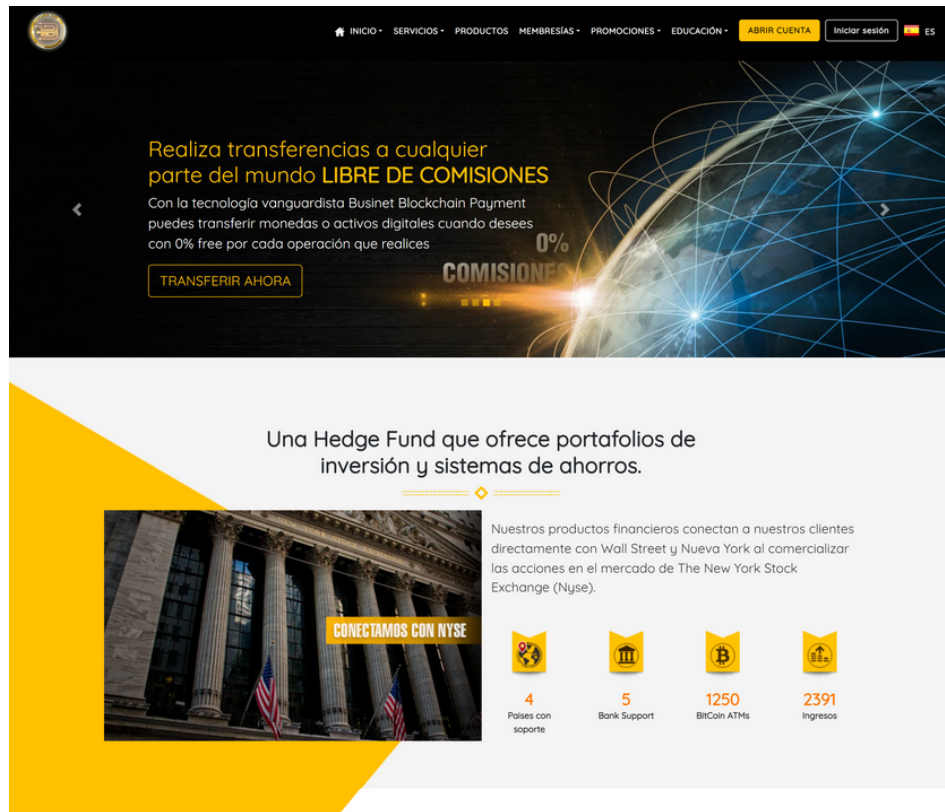 INICIO
SERVICIOS
PRODUCTOS
MEMBRESÍAS
PROMOCIONES
EDUCACIÓN
ABRIR CUENTA
Iniciar sesión
ES
Realiza transferencias a cualquier
parte del mundo LIBRE DE COMISIONES
Con la tecnología vanguardista Businet Blockchain Payment
puedes transferir monedas o activos digitales cuando desees
con 0% free por cada operación que realices
TRANSFERIR AHORA
0%
COMISIONES
Una Hedge Fund que ofrece portafolios de
inversión y sistemas de ahorros.
CONECTAMOS CON NYSE
Nuestros productos financieros conectan a nuestros clientes
directamente con Wall Street y Nueva York al comercializar
las acciones en el mercado de The New York Stock
Exchange (Nyse).
4
Paises con
soporte
5
Bank Support
1250
BitCoin ATMs
2391
Ingresos